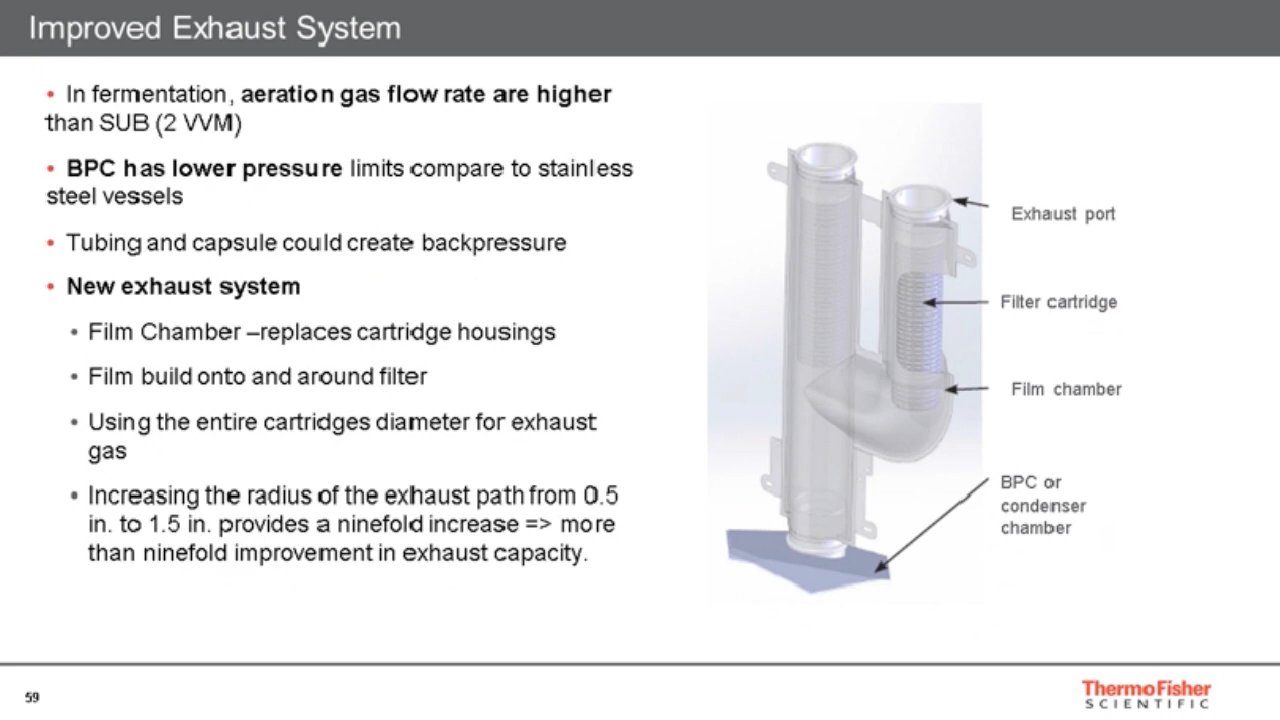 Improved Exhaust System
• In fermentation, aeration gas flow rate are higher
than SUB (2 VVM)
• BPC has lower pressure limits compare to stainless
steel vessels
• Tubing and capsule could create backpressure
• New exhaust system
• Film Chamber –replaces cartridge housings
• Film build onto and around filter
• Using the entire cartridges diameter for exhaust
gas
• Increasing the radius of the exhaust path from 0.5
in. to 1.5 in. provides a ninefold increase => more
than ninefold improvement in exhaust capacity.
Exhaust port
Filter cartridge
Film chamber
BPC or
condenser
chamber
59
ThermoFisher
SCIENTIFIC